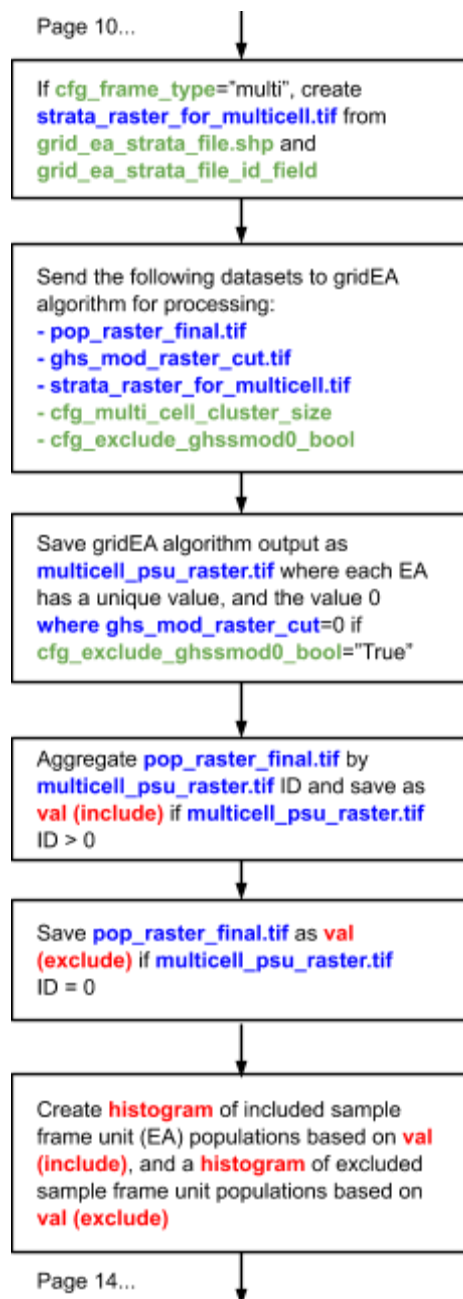 Page 10...
If cfg_frame_type="multi", create
strata_raster_for_multicell.tif from
grid_ea_strata_file.shp and
grid_ea_strata_file_id_field
Send the following datasets to gridEA
algorithm for processing:
- pop_raster_final.tif
- ghs_mod_raster_cut.tif
- strata_raster_for_multicell.tif
- cfg_multi_cell_cluster_size
- cfg_exclude_ghssmod0_bool
Save gridEA algorithm output as
multicell_psu_raster.tif where each EA
has a unique value, and the value 0
where ghs_mod_raster_cut=0 if
cfg_exclude_ghssmod0_bool="True"
Aggregate pop_raster_final.tif by
multicell_psu_raster.tif ID and save as
val (include) if multicell_psu_raster.tif
ID > 0
Save pop_raster_final.tif as val
(exclude) if multicell_psu_raster.tif
ID = 0
Create histogram of included sample
frame unit (EA) populations based on val
(include), and a histogram of excluded
sample frame unit populations based on
val (exclude)
Page 14...